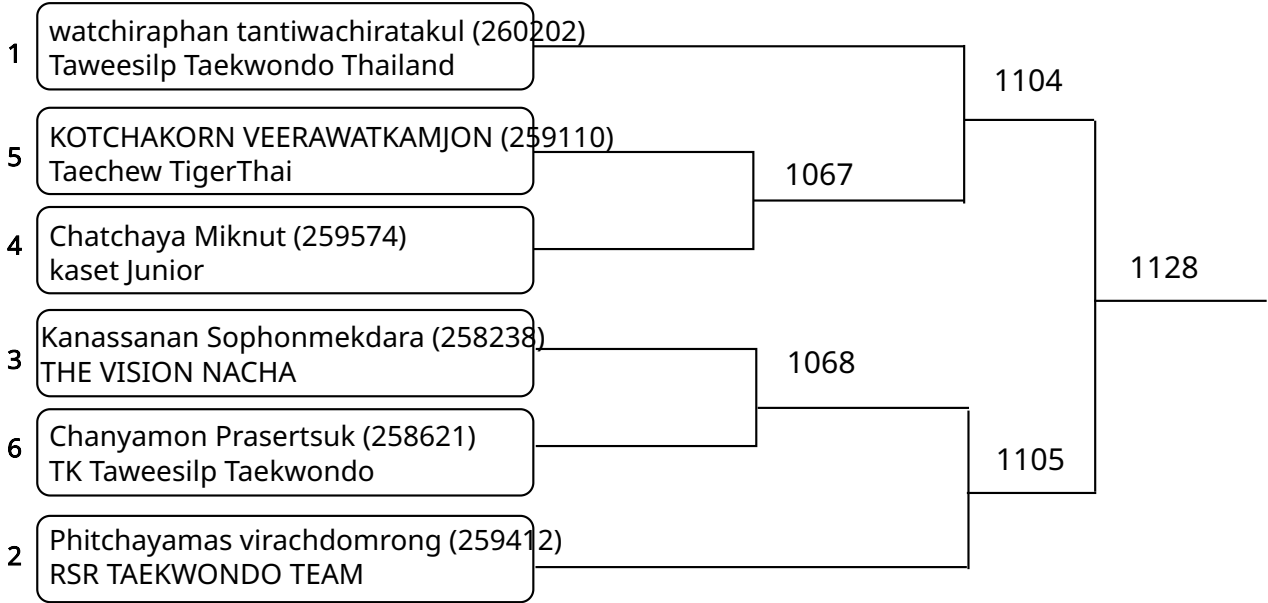 1
watchiraphan tantiwachiratakul (260202)
Taweesilp Taekwondo Thailand
1104
5
KOTCHAKORN VEERAWATKAMJON (259110)
Taechew TigerThai
1067
4
Chatchaya Miknut (259574)
kaset Junior
1128
3
Kanassanan Sophonmekdara (258238)
THE VISION NACHA
1068
6
Chanyamon Prasertsuk (258621)
TK Taweesilp Taekwondo
1105
2
Phitchayamas virachdomrong (259412)
RSR TAEKWONDO TEAM